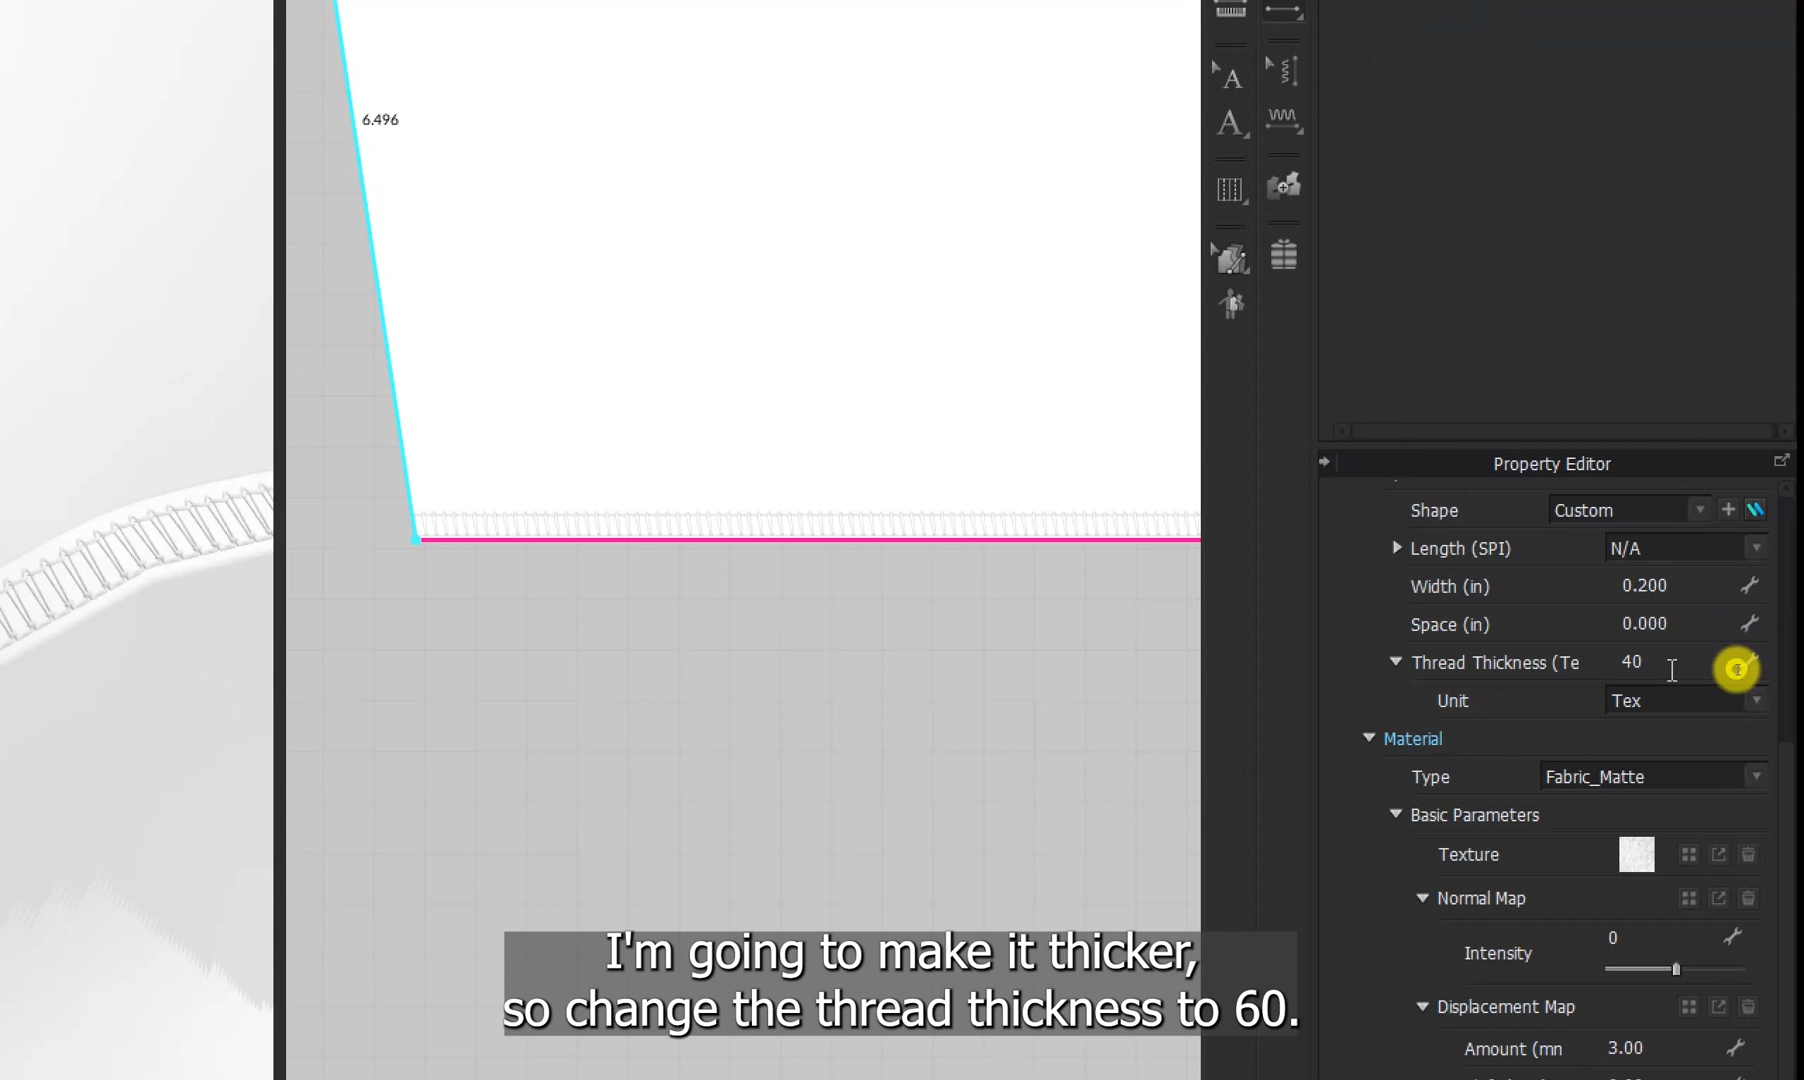 6.496
A
A
Property Editor
Shape Custom
Length (SPI) N/A
Width (in) 0.200
Space (in) 0.000
Thread Thickness (Te 40
Unit Tex
Material
Type Fabric_Matte
Basic Parameters
Texture
Normal Map
Intensity 0
Displacement Map
Amount (mn 3.00
I'm going to make it thicker,
so change the thread thickness to 60.